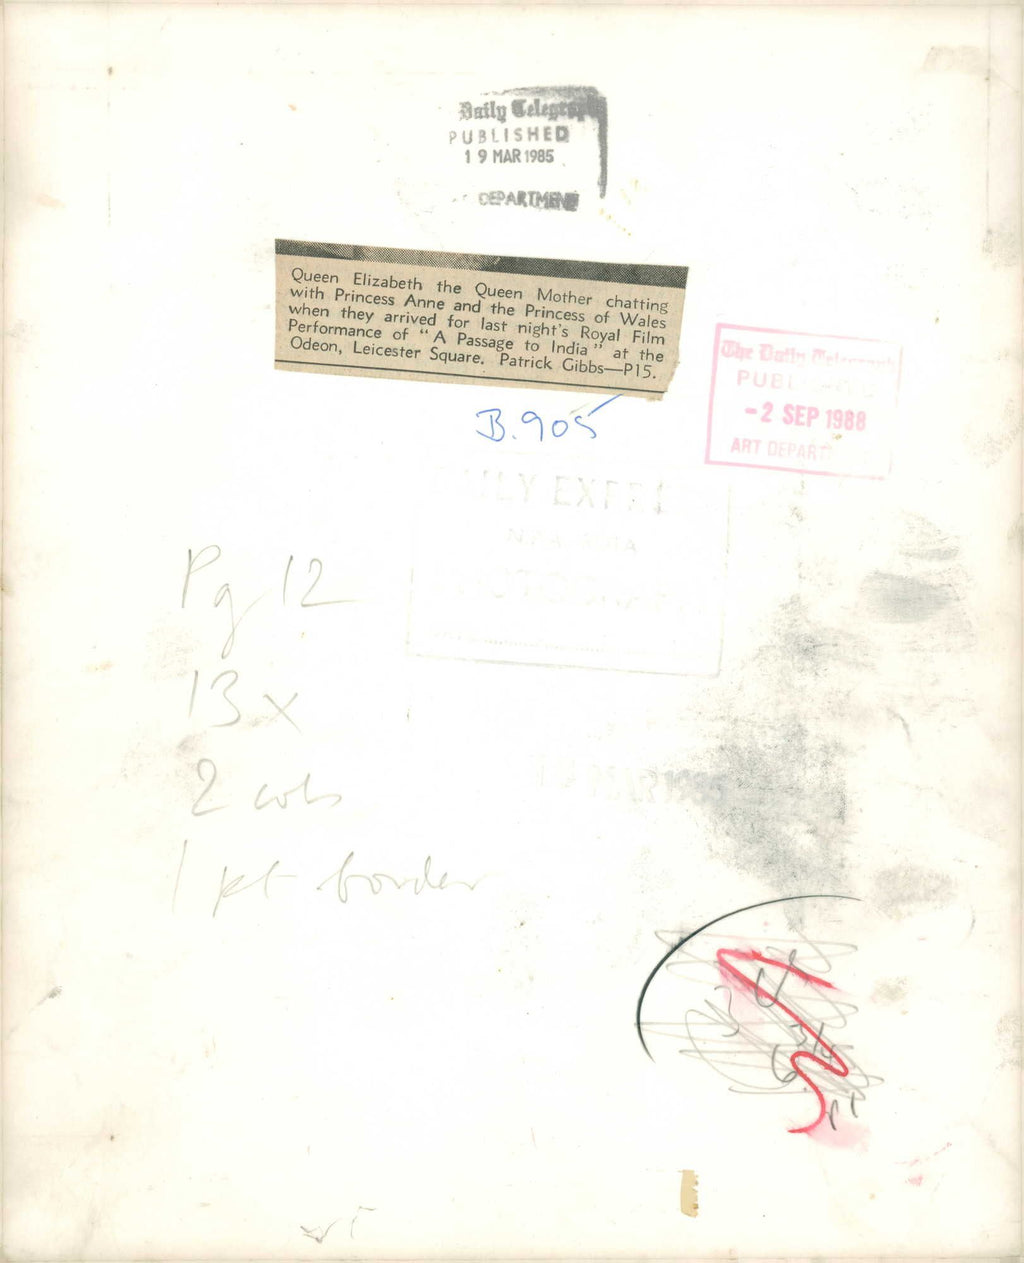 Daily Telegraph
PUBLISHED
19 MAR 1985
DEPARTMENT
Queen Elizabeth the Queen Mother chatting
with Princess Anne and the Princess of Wales
when they arrived for last night's Royal Film
Performance of "A Passage to India" at the
Odeon, Leicester Square. Patrick Gibbs—P15.
The Daily Telegraph
-2 SEP 1988
ART DEPART
B.905
Pg 12
13 x
2 cols
1 pt border